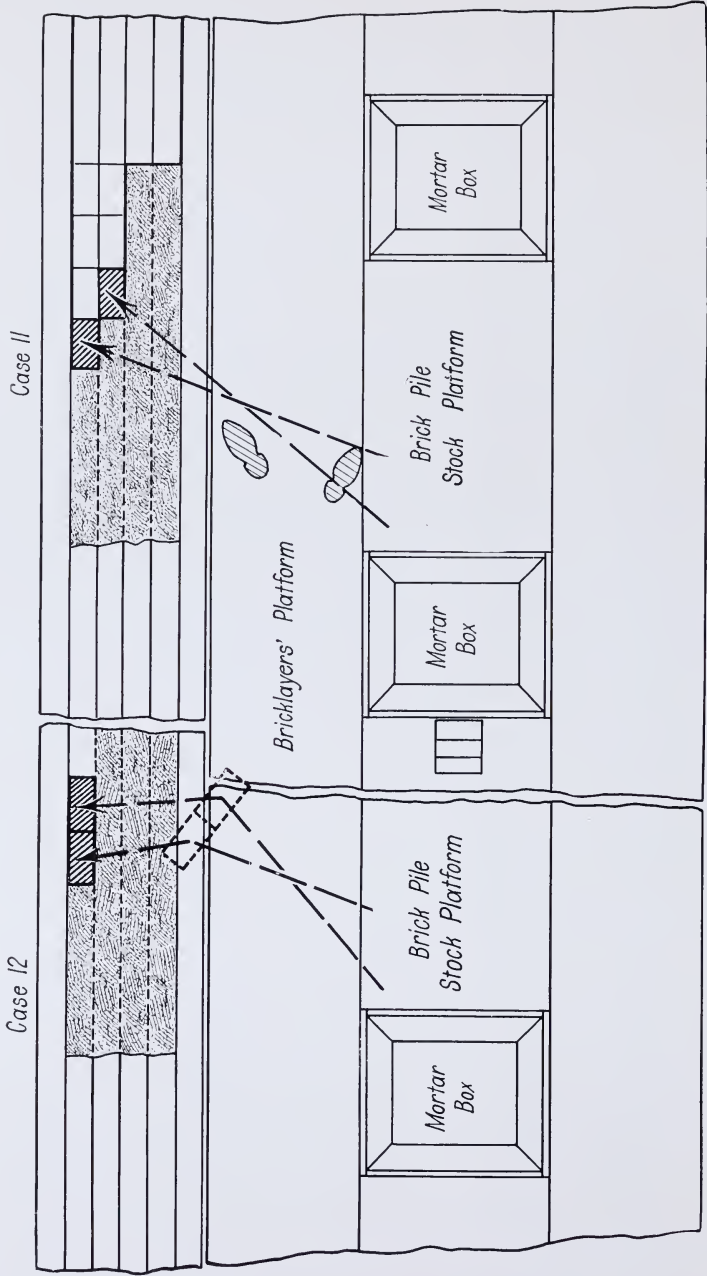 Case 12
Case 11
Bricklayers' Platform
Mortar
Box
Brick Pile
Stock Platform
Mortar
Box
Brick Pile
Stock Platform
Mortar
Box